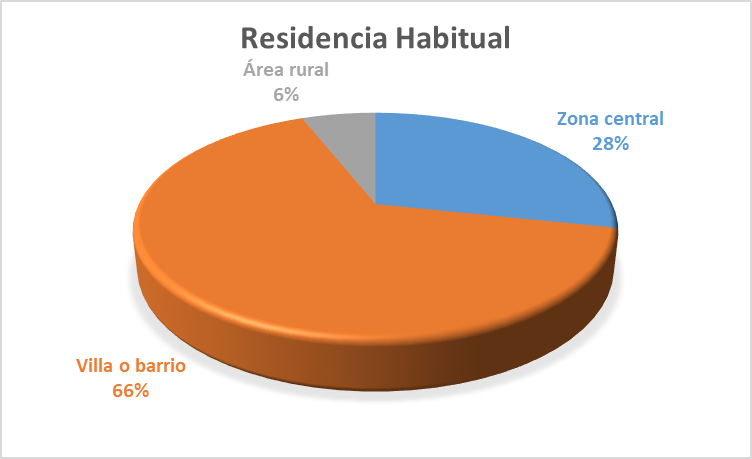 Residencia Habitual
Área rural
6%
Zona central
28%
Villa o barrio
66%